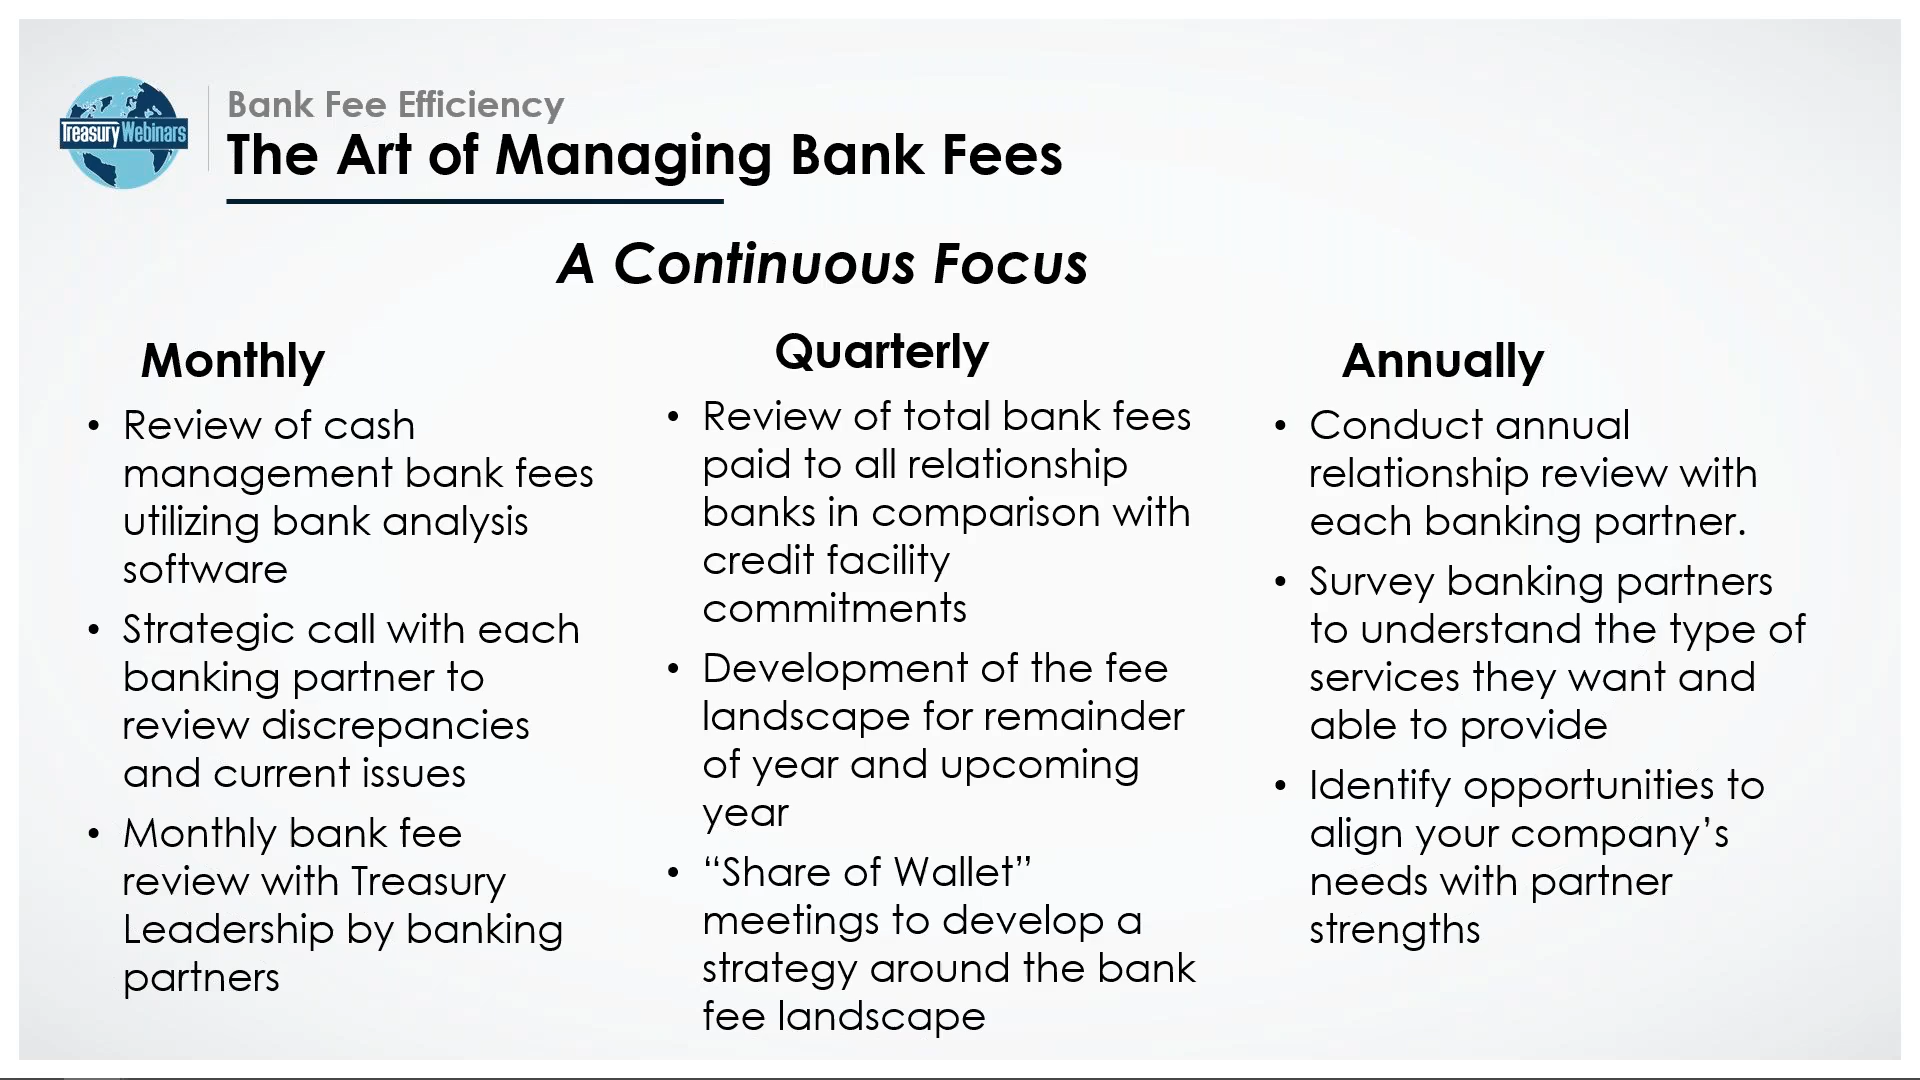 Treasury Webinars
Bank Fee Efficiency
The Art of Managing Bank Fees
A Continuous Focus
Monthly
• Review of cash
management bank fees
utilizing bank analysis
software
• Strategic call with each
banking partner to
review discrepancies
and current issues
• Monthly bank fee
review with Treasury
Leadership by banking
partners
Quarterly
• Review of total bank fees
paid to all relationship
banks in comparison with
credit facility
commitments
• Development of the fee
landscape for remainder
of year and upcoming
year
• “Share of Wallet”
meetings to develop a
strategy around the bank
fee landscape
Annually
• Conduct annual
relationship review with
each banking partner.
• Survey banking partners
to understand the type of
services they want and
able to provide
• Identify opportunities to
align your company’s
needs with partner
strengths